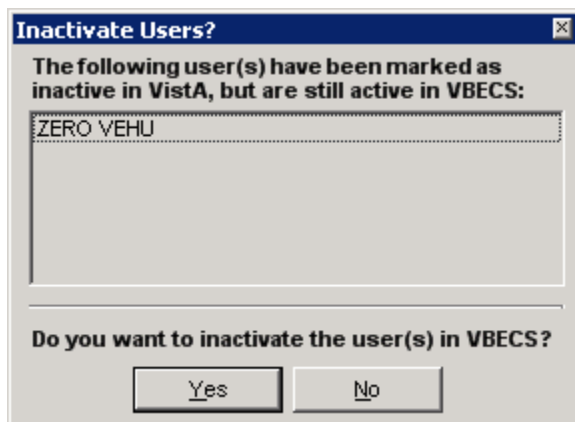 Inactivate Users?
The following user(s) have been marked as
inactive in VistA, but are still active in VBECS:
ZERO VEHU
Do you want to inactivate the user(s) in VBECS?
Yes
No